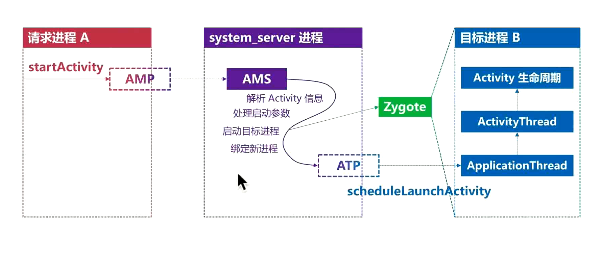 请求进程 A
startActivity
AMP
system_server 进程
AMS
解析 Activity 信息
处理启动参数
启动目标进程
绑定新进程
ATP
scheduleLaunchActivity
Zygote
目标进程 B
Activity 生命周期
ActivityThread
ApplicationThread